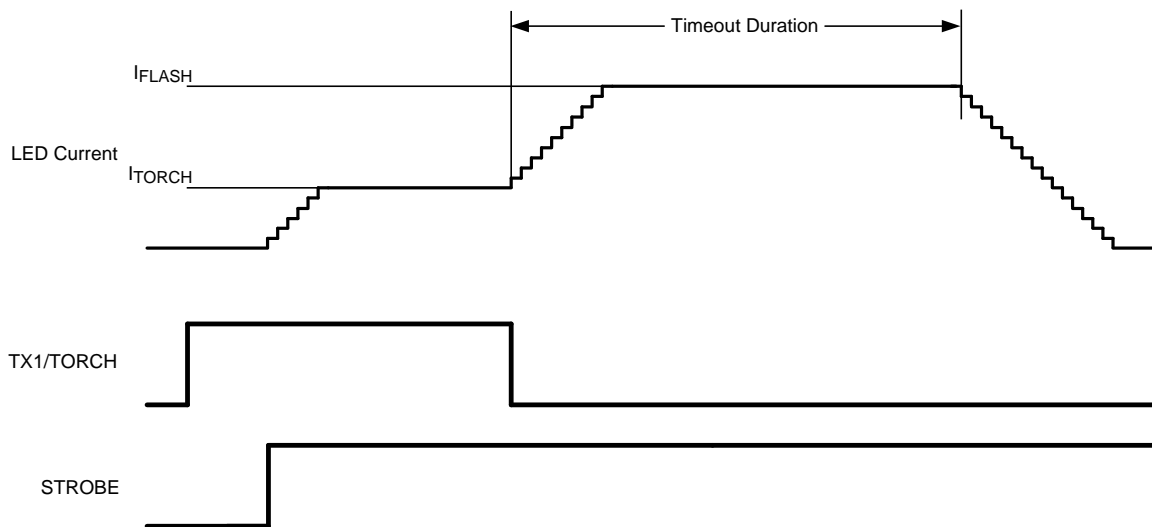 Timeout Duration
IFLASH
LED Current
ITORCH
TX1/TORCH
STROBE